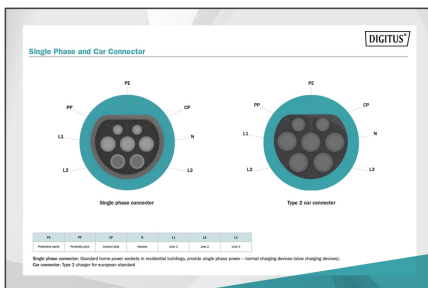 DIGITUS®
Single Phase and Car Connector
PE
PP
CP
L1
N
L2
L3
Single phase connector
PE
PP
CP
L1
N
L2
L3
Type 2 car connector
PE PP CP N L1 L2 L3
Protective earth Proximity pilot Control pilot Neutral Line 1 Line 2 Line 3
Single phase connector: Standard home power sockets in residential buildings, provide single phase power – normal charging devices (slow charging devices).
Car connector: Type 2 charger for european standard